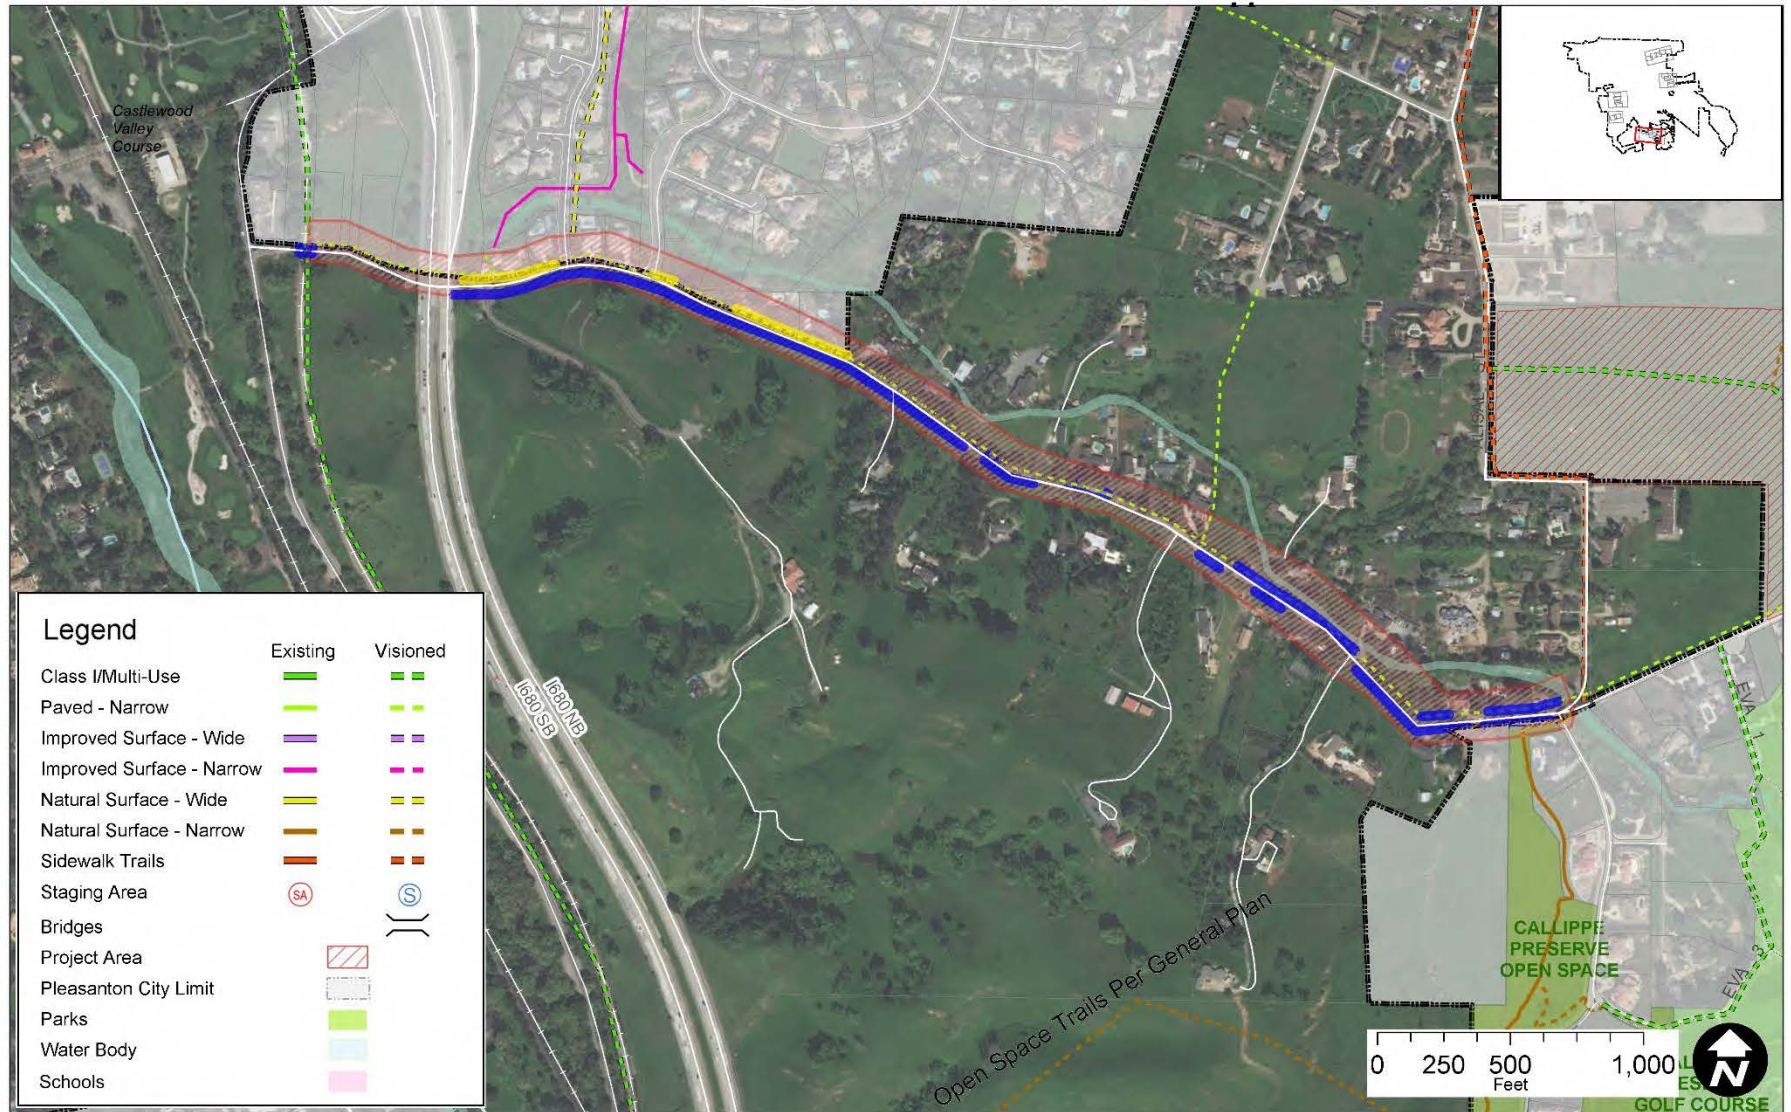 Castlewood
Valley
Course
I680 SB
I680 NB
EVA 1
EVA 3
CALLIPPE
PRESERVE
OPEN SPACE
Open Space Trails Per General Plan
Legend
Existing Visioned
Class I/Multi-Use
Paved - Narrow
Improved Surface - Wide
Improved Surface - Narrow
Natural Surface - Wide
Natural Surface - Narrow
Sidewalk Trails
Staging Area SA S
Bridges
Project Area
Pleasanton City Limit
Parks
Water Body
Schools
0 250 500 1,000
Feet
N
GOLF COURSE